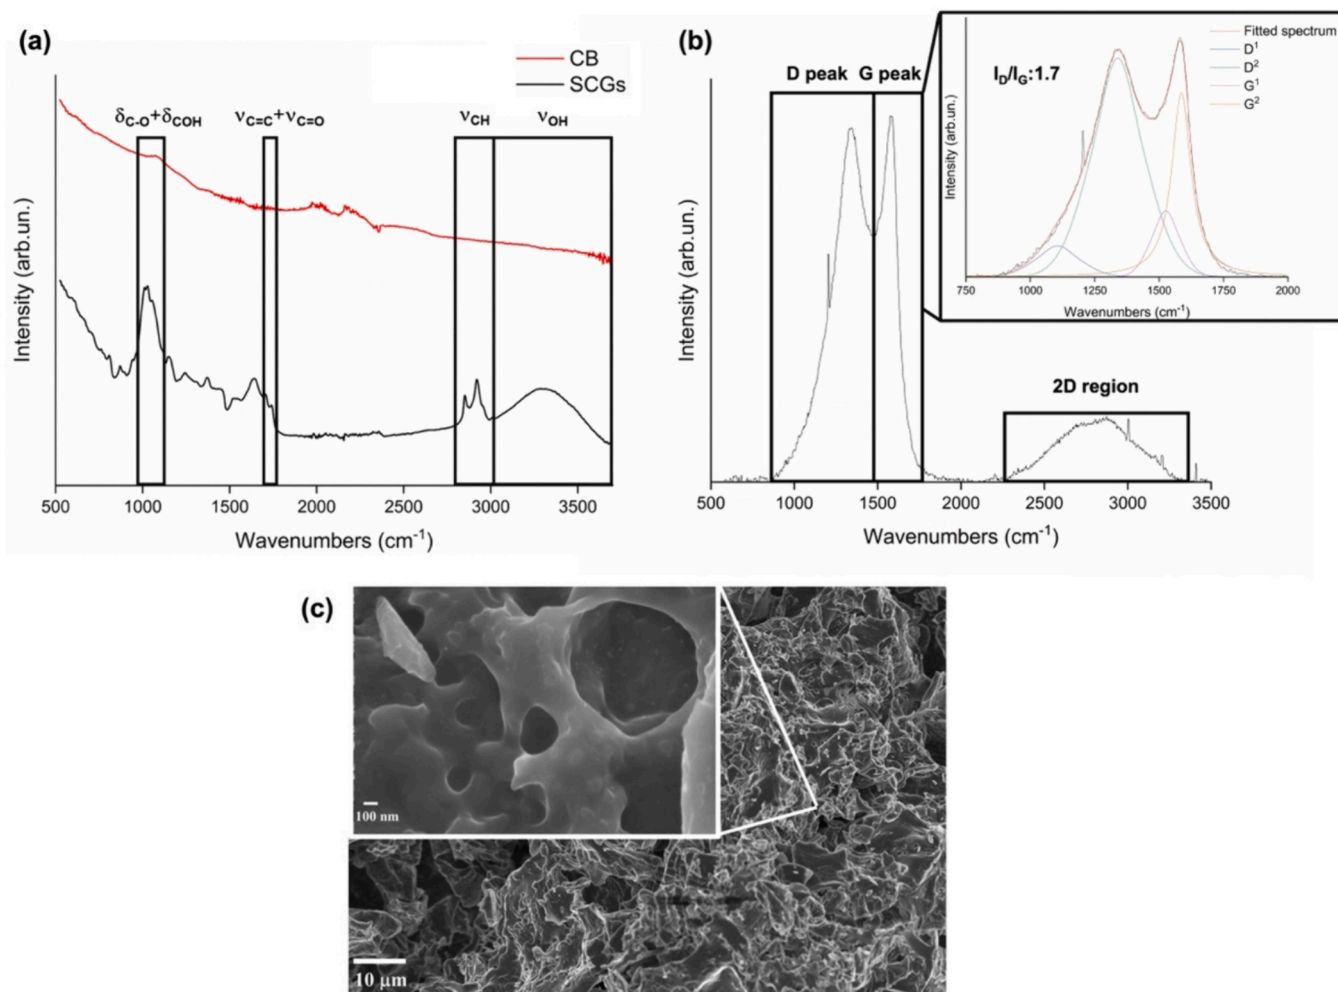 (a)
CB
SCGs
δC-O+δCOH
νC=C+νC=O
νCH
νOH
Intensity (arb.un.)
500 1000 1500 2000 2500 3000 3500
Wavenumbers (cm-1)
(b)
D peak G peak
2D region
Intensity (arb.un.)
500 1000 1500 2000 2500 3000 3500
Wavenumbers (cm-1)
ID/IG:1.7
Fitted spectrum
D1
D2
G1
G2
Intensity (arb.un.)
750 1000 1250 1500 1750 2000
Wavenumbers (cm-1)
(c)
100 nm
10 μm